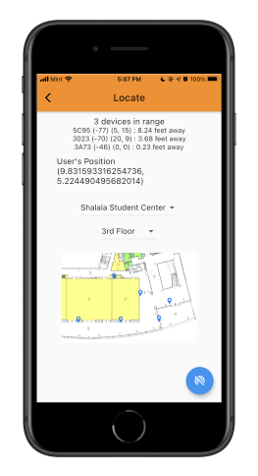 Mint
5:07 PM
100%
Locate
3 devices in range
5C95 (-77) (5, 15) : 8.24 feet away
3023 (-70) (20, 9) : 3.68 feet away
3A73 (-46) (0, 0) : 0.23 feet away
User's Position
(9.831593316254736,
5.224490495682014)
Shalala Student Center
3rd Floor